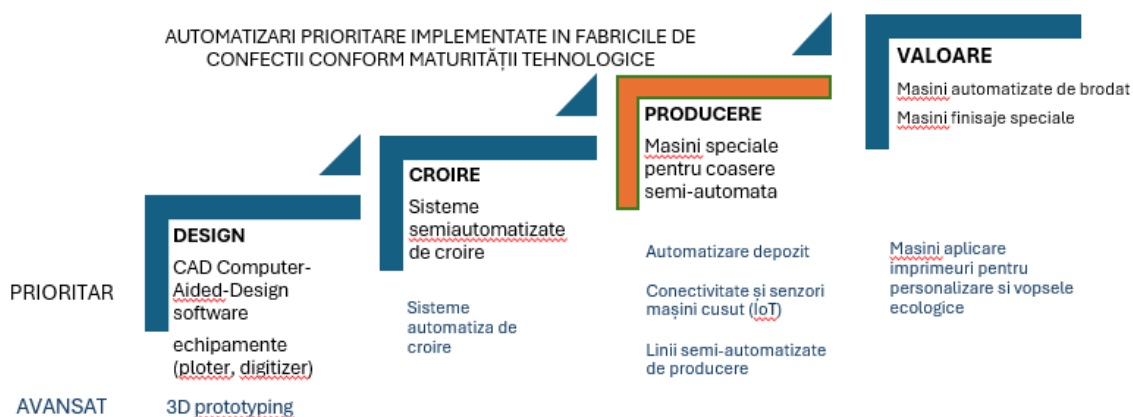 AUTOMATIZARI PRIORITARE IMPLEMENTATE IN FABRICILE DE
CONFECTII CONFORM MATURITĂȚII TEHNOLOGICE
PRIORITAR
AVANSAT
DESIGN
CAD Computer-
Aided-Design
software
echipamente
(ploter, digitizer)
3D prototyping
CROIRE
Sisteme
semiautomatizate
de croire
Sisteme
automatiza de
croire
PRODUCERE
Masini speciale
pentru coasere
semi-automata
Automatizare depozit
Conectivitate și senzori
mașini cusut (IoT)
Linii semi-automatizate
de producere
VALOARE
Masini automatizate de brodat
Masini finisaje speciale
Masini aplicare
imprimeuri pentru
personalizare si vopsele
ecologice